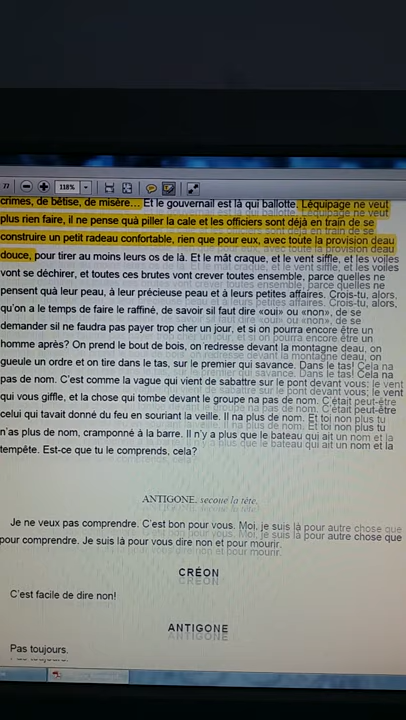 118%
crimes, de bêtise, de misère... Et le gouvernail est là qui ballotte. Léquipage ne veut
plus rien faire, il ne pense quà piller la cale et les officiers sont déjà en train de se
construire un petit radeau confortable, rien que pour eux, avec toute la provision deau
douce, pour tirer au moins leurs os de là. Et le mât craque, et le vent siffle, et les voiles
vont se déchirer, et toutes ces brutes vont crever toutes ensemble, parce quelles ne
pensent quà leur peau, à leur précieuse peau et à leurs petites affaires. Crois-tu, alors,
qu'on a le temps de faire le raffiné, de savoir sil faut dire «oui» ou «non», de se
demander sil ne faudra pas payer trop cher un jour, et si on pourra encore être un
homme après? On prend le bout de bois, on redresse devant la montagne deau, on
gueule un ordre et on tire dans le tas, sur le premier qui savance. Dans le tas! Cela na
pas de nom. C'est comme la vague qui vient de sabattre sur le pont devant vous; le vent
qui vous giffle, et la chose qui tombe devant le groupe na pas de nom. C'était peut-être
celui qui tavait donné du feu en souriant la veille. Il na plus de nom. Et toi non plus tu
n'as plus de nom, cramponné à la barre. Il n'y a plus que le bateau qui ait un nom et la
tempête. Est-ce que tu le comprends, cela?
ANTIGONE, secoue la tête.
Je ne veux pas comprendre. C'est bon pour vous. Moi, je suis là pour autre chose que
pour comprendre. Je suis là pour vous dire non et pour mourir.
CRÉON
C'est facile de dire non!
ANTIGONE
Pas toujours.